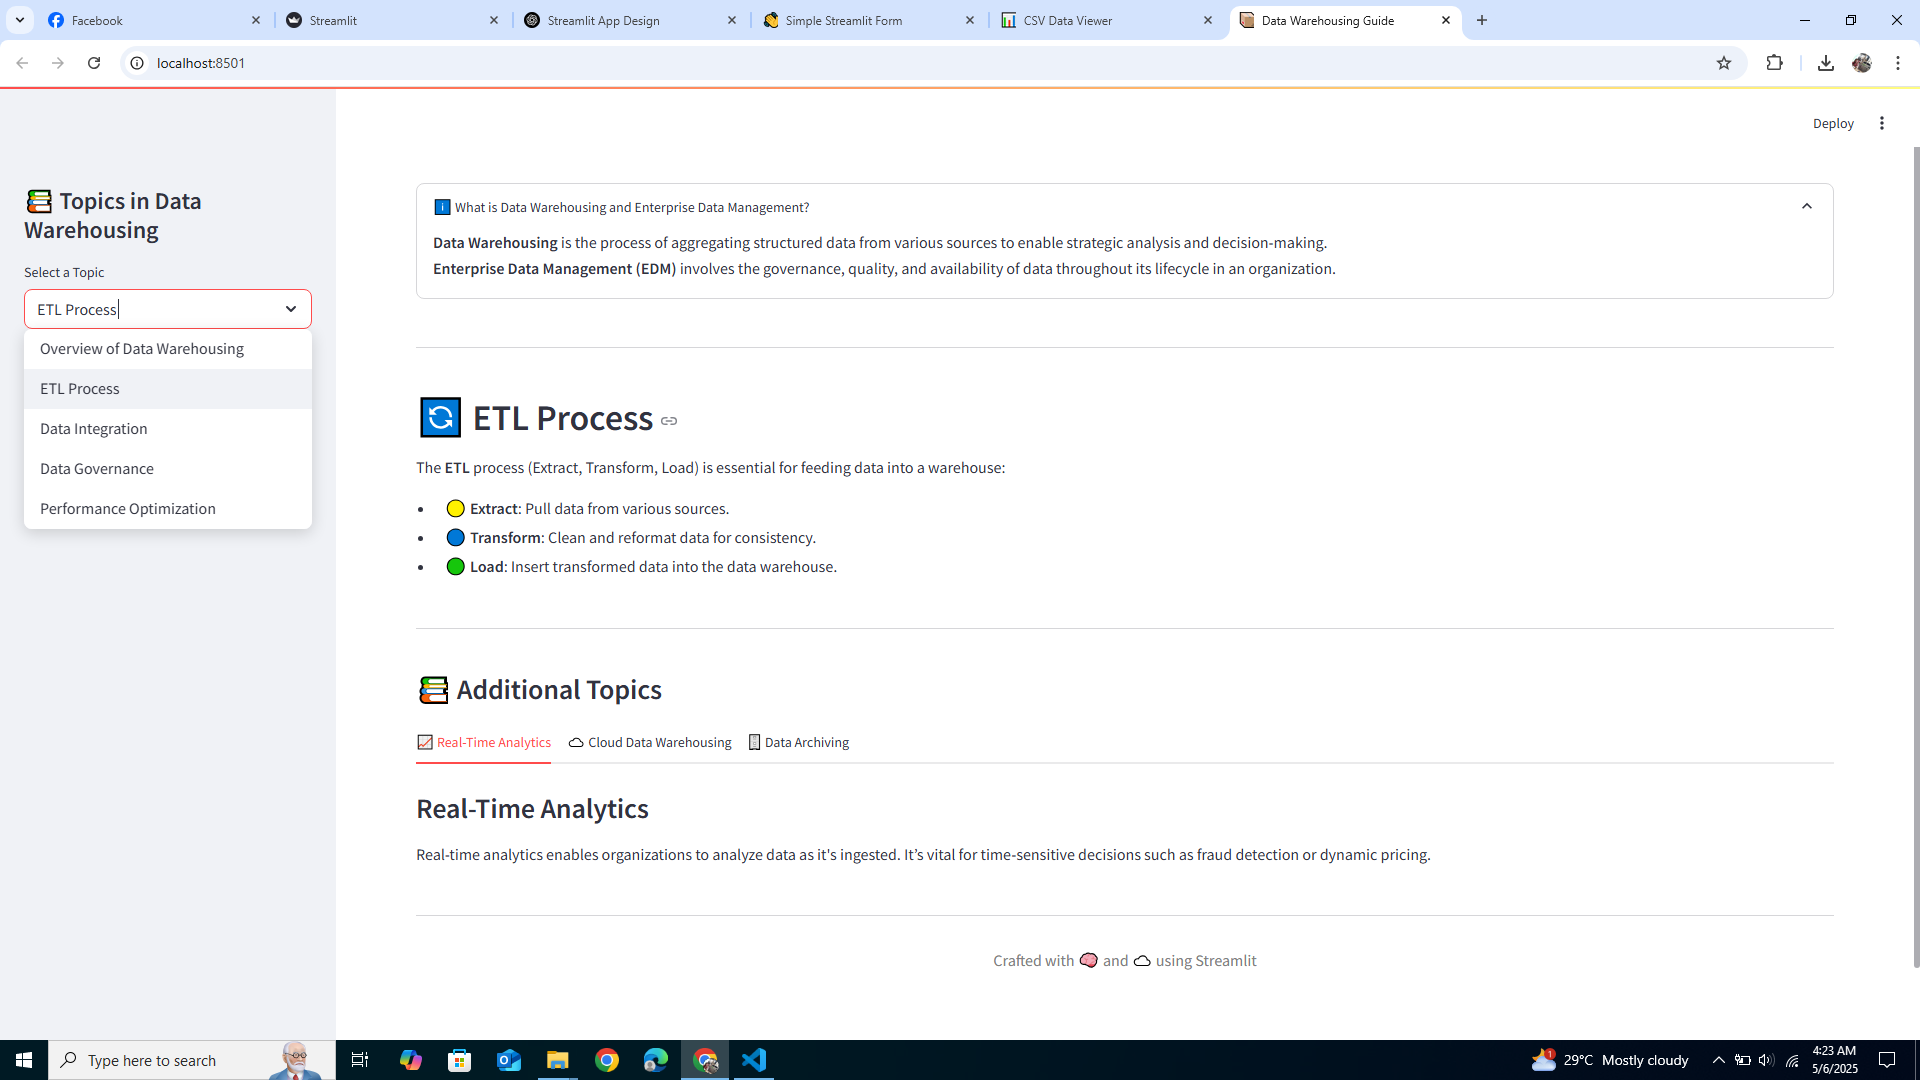 Facebook
Streamlit
Streamlit App Design
Simple Streamlit Form
CSV Data Viewer
Data Warehousing Guide
localhost:8501
Deploy
Topics in Data
Warehousing
Select a Topic
ETL Process
Overview of Data Warehousing
ETL Process
Data Integration
Data Governance
Performance Optimization
What is Data Warehousing and Enterprise Data Management?
Data Warehousing is the process of aggregating structured data from various sources to enable strategic analysis and decision-making.
Enterprise Data Management (EDM) involves the governance, quality, and availability of data throughout its lifecycle in an organization.
ETL Process
The ETL process (Extract, Transform, Load) is essential for feeding data into a warehouse:
Extract: Pull data from various sources.
Transform: Clean and reformat data for consistency.
Load: Insert transformed data into the data warehouse.
Additional Topics
Real-Time Analytics
Cloud Data Warehousing
Data Archiving
Real-Time Analytics
Real-time analytics enables organizations to analyze data as it's ingested. It’s vital for time-sensitive decisions such as fraud detection or dynamic pricing.
Crafted with 🧠 and ☁ using Streamlit
Type here to search
1
29°C Mostly cloudy
4:23 AM
5/6/2025